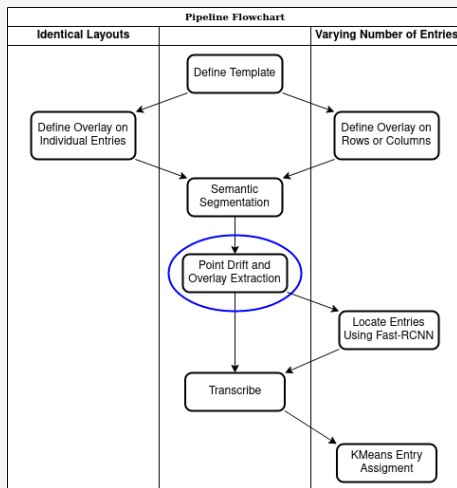 Pipeline Flowchart
Identical Layouts
Varying Number of Entries
Define Template
Define Overlay on
Individual Entries
Define Overlay on
Rows or Columns
Semantic
Segmentation
Point Drift and
Overlay Extraction
Locate Entries
Using Fast-RCNN
Transcribe
KMeans Entry
Assigment